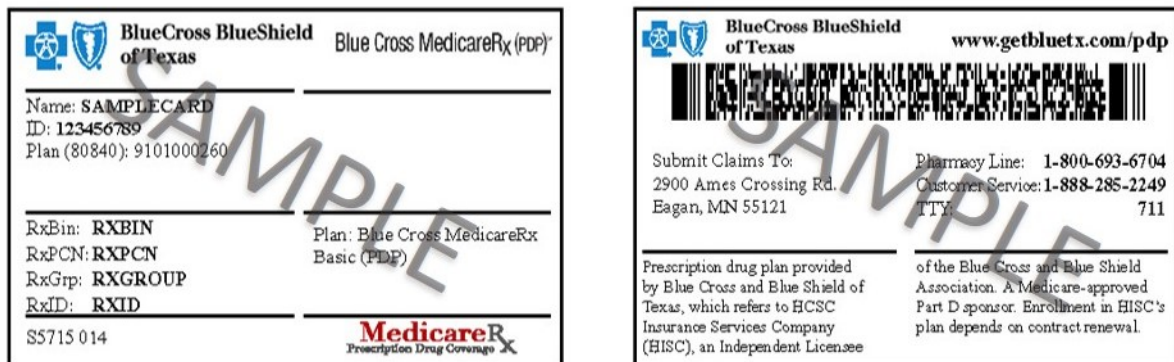 BlueCross BlueShield
of Texas
Blue Cross MedicareRx (PDP)℠
Name: SAMPLECARD
ID: 123456789
Plan (80840): 9101000260
RxBin: RXBIN
RxPCN: RXPCN
RxGrp: RXGROUP
RxID: RXID
Plan: Blue Cross MedicareRx
Basic (PDP)
S5715 014
MedicareRx
Prescription Drug Coverage
SAMPLE
BlueCross BlueShield
of Texas
www.getbluetx.com/pdp
Submit Claims To:
2900 Ames Crossing Rd.
Eagan, MN 55121
Pharmacy Line: 1-800-693-6704
Customer Service: 1-888-285-2249
TTY: 711
Prescription drug plan provided
by Blue Cross and Blue Shield of
Texas, which refers to HCSC
Insurance Services Company
(HISC), an Independent Licensee
of the Blue Cross and Blue Shield
Association. A Medicare-approved
Part D sponsor. Enrollment in HISC's
plan depends on contract renewal.
SAMPLE